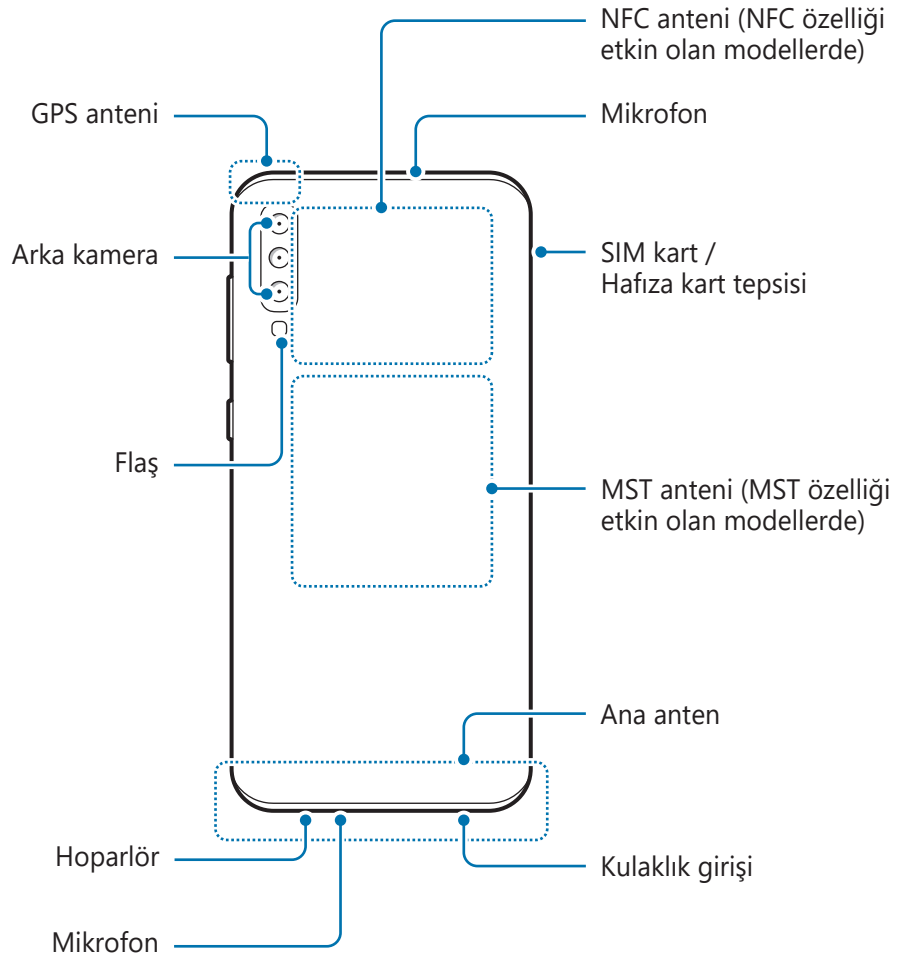 NFC anteni (NFC özelliği
etkin olan modellerde)
GPS anteni
Mikrofon
Arka kamera
SIM kart /
Hafıza kart tepsisi
Flaş
MST anteni (MST özelliği
etkin olan modellerde)
Ana anten
Hoparlör
Kulaklık girişi
Mikrofon